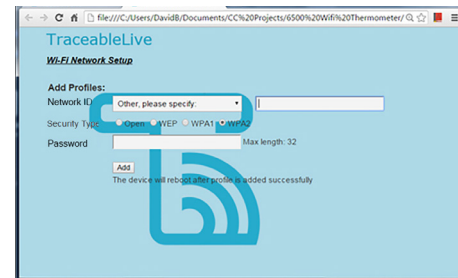 file:///C:/Users/DavidB/Documents/CC%20Projects/6500%20Wifi%20Thermometer/
TraceableLive
Wi-Fi Network Setup
Add Profiles:
Network ID: Other, please specify:
Security Type: Open WEP WPA1 WPA2
Password Max length: 32
Add
The device will reboot after profile is added successfully